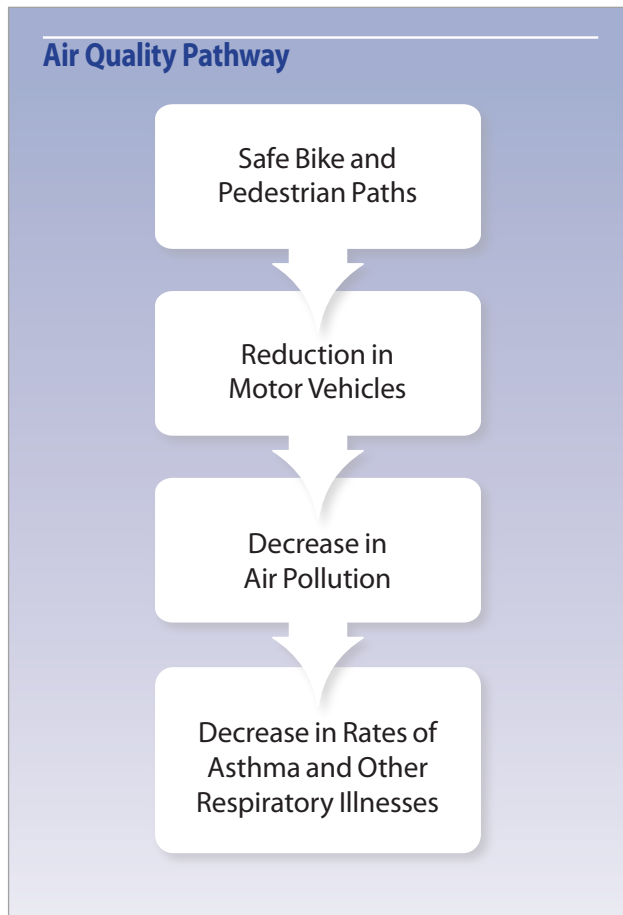 Air Quality Pathway
Safe Bike and
Pedestrian Paths
Reduction in
Motor Vehicles
Decrease in
Air Pollution
Decrease in Rates of
Asthma and Other
Respiratory Illnesses